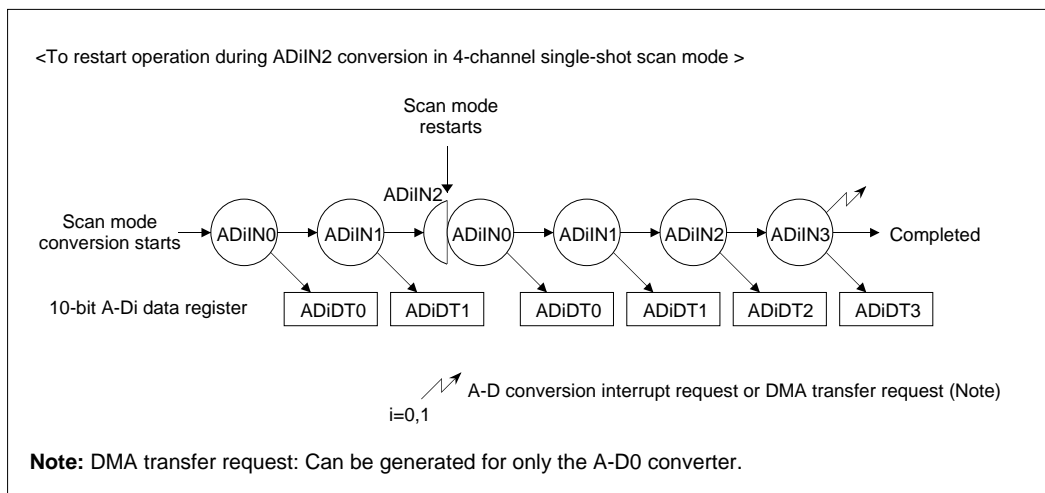 <To restart operation during ADiIN2 conversion in 4-channel single-shot scan mode >
Scan mode
restarts
ADiIN2
Scan mode
conversion starts
ADiIN0
ADiIN1
ADiIN0
ADiIN1
ADiIN2
ADiIN3
Completed
10-bit A-Di data register
ADiDT0
ADiDT1
ADiDT0
ADiDT1
ADiDT2
ADiDT3
A-D conversion interrupt request or DMA transfer request (Note)
i=0,1
Note: DMA transfer request: Can be generated for only the A-D0 converter.